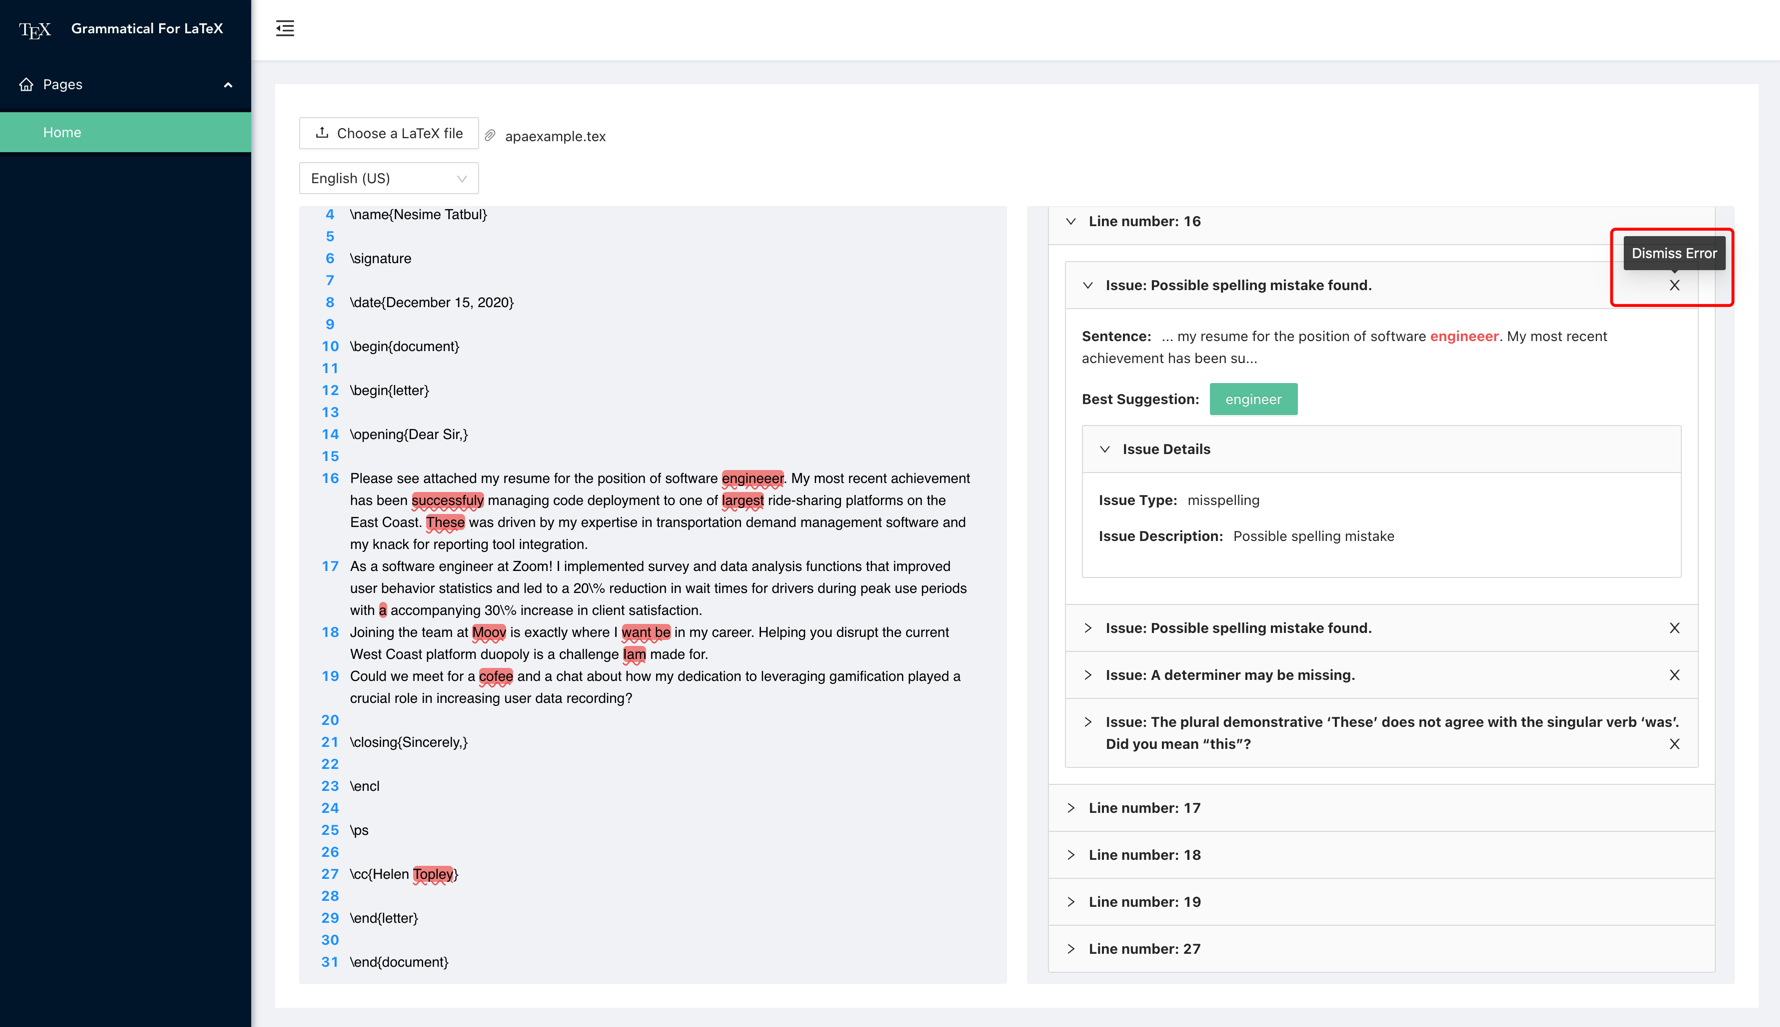 TEX Grammatical For LaTeX
Pages
Home
Choose a LaTeX file
apaexample.tex
English (US)
4 \name{Nesime Tatbul}
5
6 \signature
7
8 \date{December 15, 2020}
9
10 \begin{document}
11
12 \begin{letter}
13
14 \opening{Dear Sir,}
15
16 Please see attached my resume for the position of software engineeer. My most recent achievement
has been successfuly managing code deployment to one of largest ride-sharing platforms on the
East Coast. These was driven by my expertise in transportation demand management software and
my knack for reporting tool integration.
17 As a software engineer at Zoom! I implemented survey and data analysis functions that improved
user behavior statistics and led to a 20\% reduction in wait times for drivers during peak use periods
with a accompanying 30\% increase in client satisfaction.
18 Joining the team at Moov is exactly where I want be in my career. Helping you disrupt the current
West Coast platform duopoly is a challenge Iam made for.
19 Could we meet for a cofee and a chat about how my dedication to leveraging gamification played a
crucial role in increasing user data recording?
20
21 \closing{Sincerely,}
22
23 \encl
24
25 \ps
26
27 \cc{Helen Topley}
28
29 \end{letter}
30
31 \end{document}
Line number: 16
Dismiss Error
Issue: Possible spelling mistake found.
Sentence: ... my resume for the position of software engineeer. My most recent
achievement has been su...
Best Suggestion: engineer
Issue Details
Issue Type: misspelling
Issue Description: Possible spelling mistake
Issue: Possible spelling mistake found.
Issue: A determiner may be missing.
Issue: The plural demonstrative ‘These’ does not agree with the singular verb ‘was’.
Did you mean “this”?
Line number: 17
Line number: 18
Line number: 19
Line number: 27